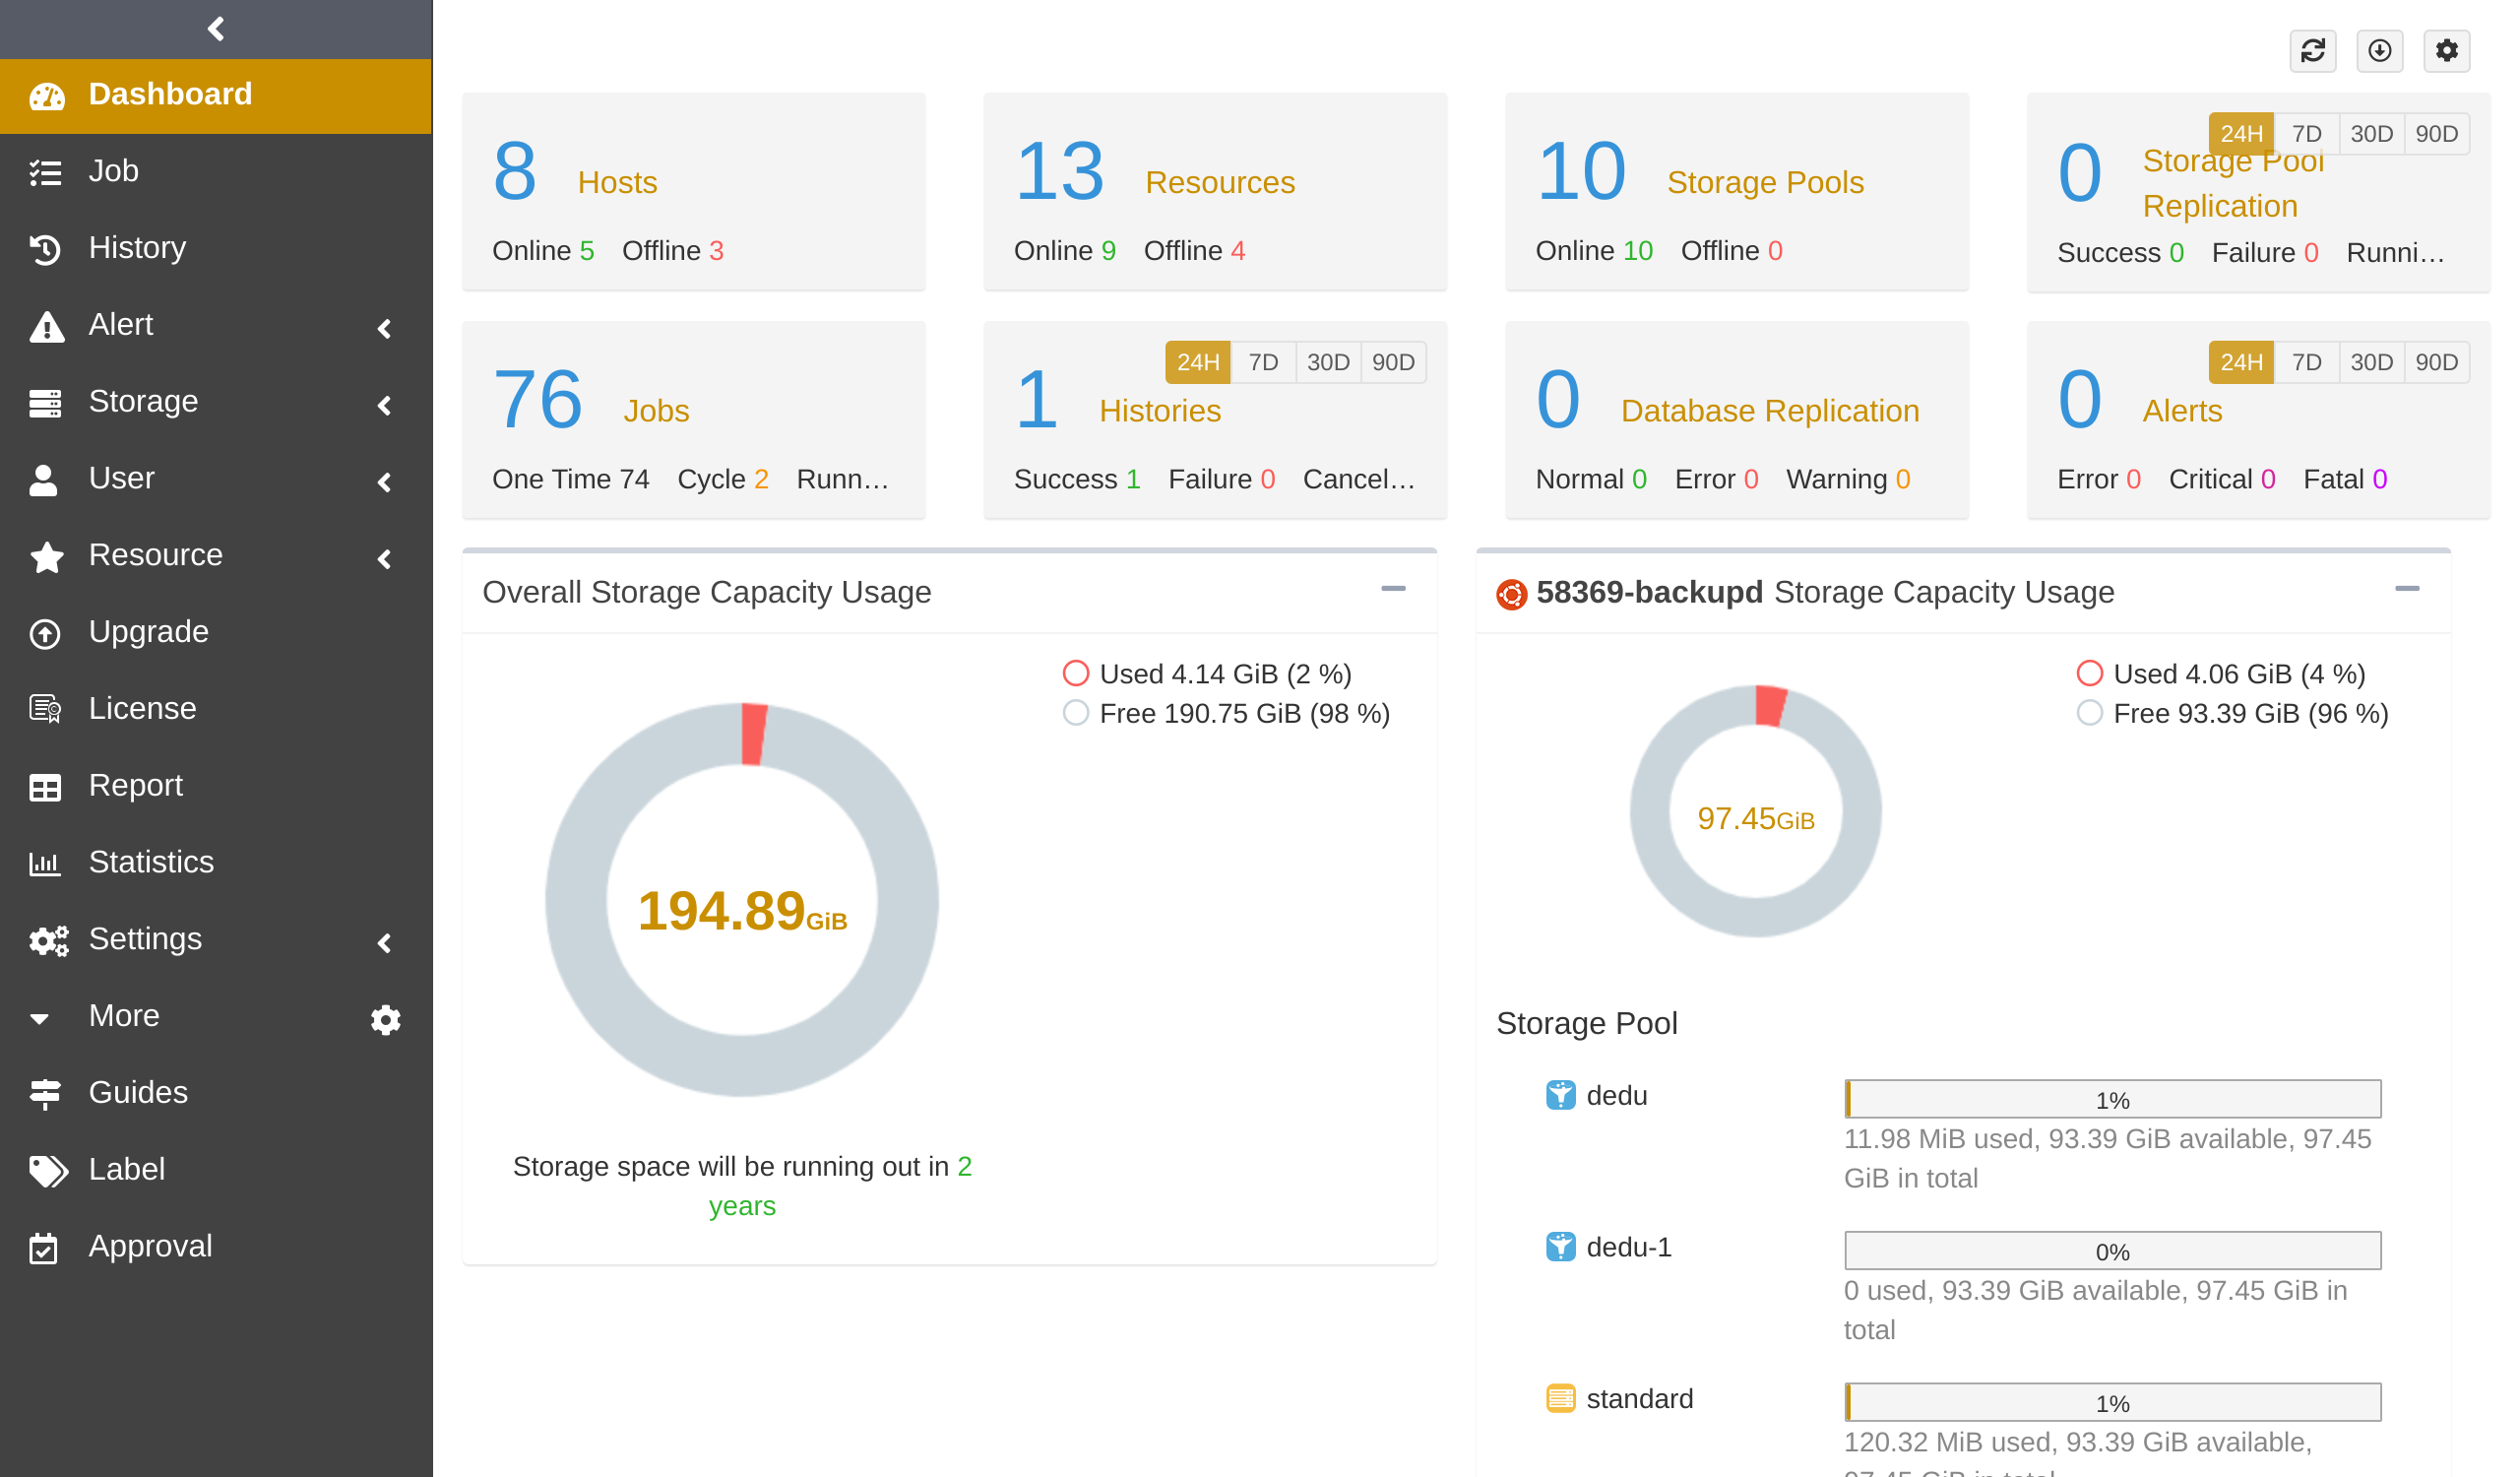 Dashboard
Job
History
Alert
Storage
User
Resource
Upgrade
License
Report
Statistics
Settings
More
Guides
Label
Approval
8 Hosts
Online 5 Offline 3
13 Resources
Online 9 Offline 4
10 Storage Pools
Online 10 Offline 0
24H 7D 30D 90D
0 Storage Pool
Replication
Success 0 Failure 0 Runni…
76 Jobs
One Time 74 Cycle 2 Runn…
24H 7D 30D 90D
1 Histories
Success 1 Failure 0 Cancel…
0 Database Replication
Normal 0 Error 0 Warning 0
24H 7D 30D 90D
0 Alerts
Error 0 Critical 0 Fatal 0
Overall Storage Capacity Usage
Used 4.14 GiB (2 %)
Free 190.75 GiB (98 %)
194.89GiB
Storage space will be running out in 2
years
58369-backupd Storage Capacity Usage
Used 4.06 GiB (4 %)
Free 93.39 GiB (96 %)
97.45GiB
Storage Pool
dedu
1%
11.98 MiB used, 93.39 GiB available, 97.45
GiB in total
dedu-1
0%
0 used, 93.39 GiB available, 97.45 GiB in
total
standard
1%
120.32 MiB used, 93.39 GiB available,
97.45 GiB in total